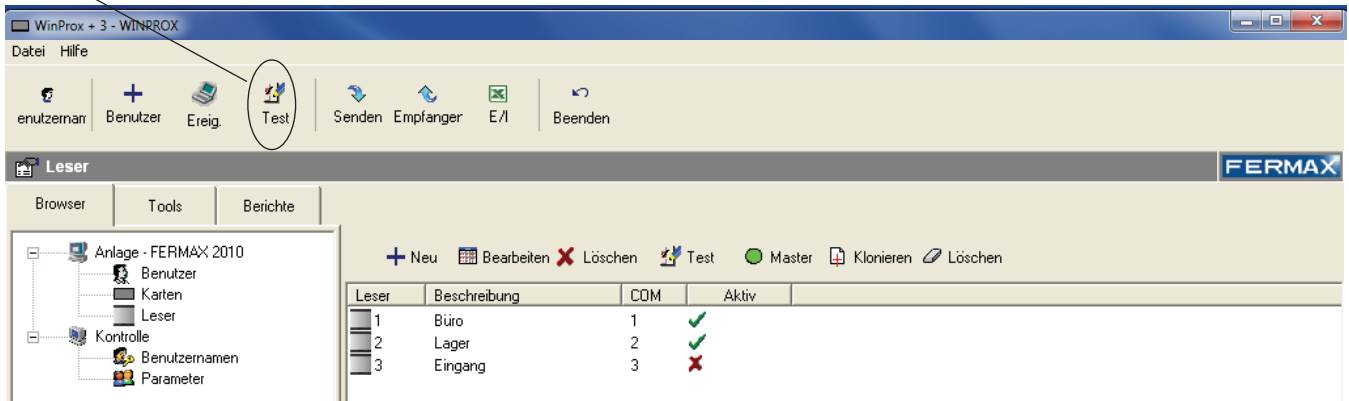 WinProx + 3 - WINPROX
Datei Hilfe
enutzernam Benutzer Ereig. Test Senden Empfanger E/I Beenden
Leser FERMAX
Browser Tools Berichte
Anlage - FERMAX 2010
Benutzer
Karten
Leser
Kontrolle
Benutzernamen
Parameter
Neu Bearbeiten Löschen Test Master Klonieren Löschen
Leser Beschreibung COM Aktiv
1 Büro 1
2 Lager 2
3 Eingang 3